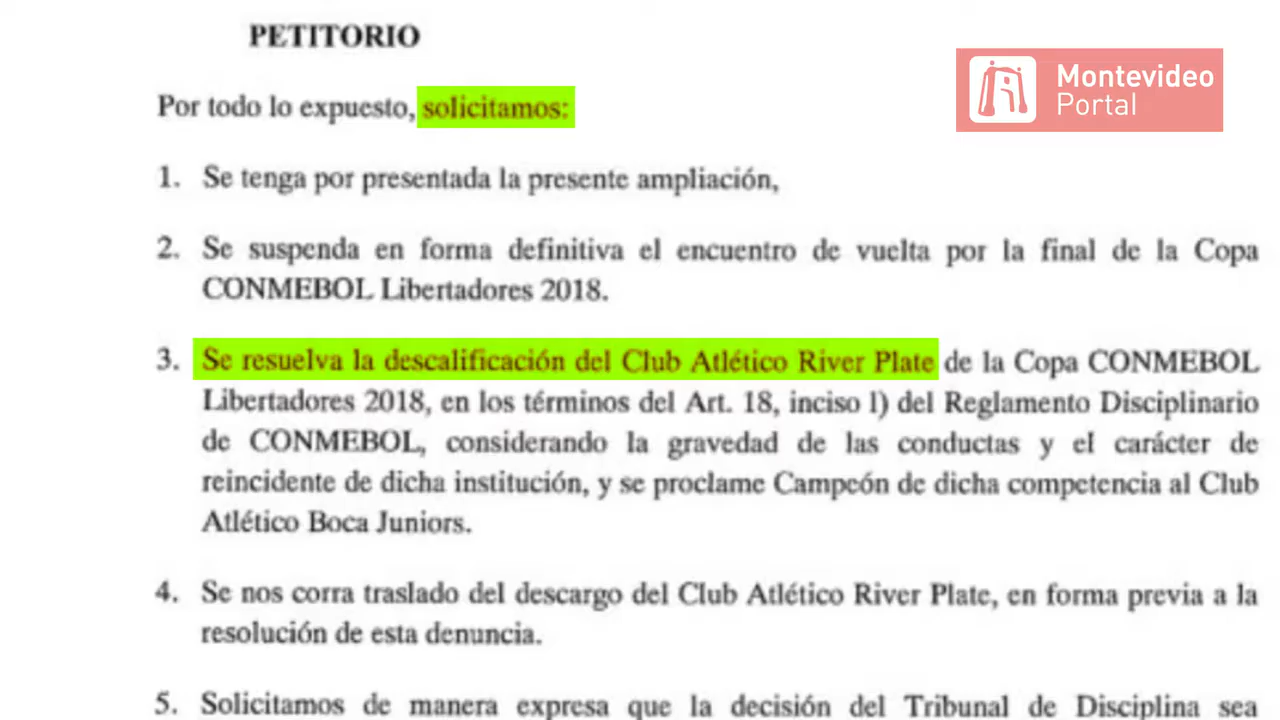 PETITORIO
Montevideo
Portal
Por todo lo expuesto, solicitamos:
1. Se tenga por presentada la presente ampliación,
2. Se suspenda en forma definitiva el encuentro de vuelta por la final de la Copa
CONMEBOL Libertadores 2018.
3. Se resuelva la descalificación del Club Atlético River Plate de la Copa CONMEBOL
Libertadores 2018, en los términos del Art. 18, inciso l) del Reglamento Disciplinario
de CONMEBOL, considerando la gravedad de las conductas y el carácter de
reincidente de dicha institución, y se proclame Campeón de dicha competencia al Club
Atlético Boca Juniors.
4. Se nos corra traslado del descargo del Club Atlético River Plate, en forma previa a la
resolución de esta denuncia.
5. Solicitamos de manera expresa que la decisión del Tribunal de Disciplina sea